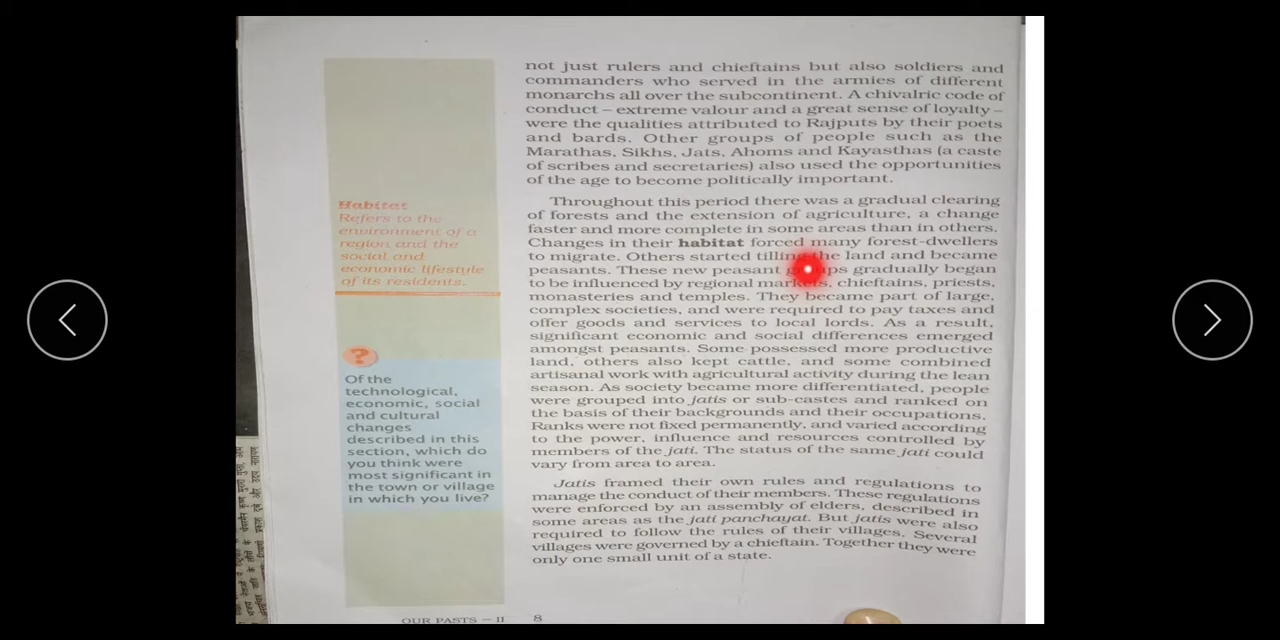 not just rulers and chieftains but also soldiers and
commanders who served in the armies of different
monarchs all over the subcontinent. A chivalric code of
conduct – extreme valour and a great sense of loyalty –
were the qualities attributed to Rajputs by their poets
and bards. Other groups of people such as the
Marathas, Sikhs, Jats, Ahoms and Kayasthas (a caste
of scribes and secretaries) also used the opportunities
of the age to become politically important.
Throughout this period there was a gradual clearing
of forests and the extension of agriculture, a change
faster and more complete in some areas than in others.
Changes in their habitat forced many forest-dwellers
to migrate. Others started tilling the land and became
peasants. These new peasant groups gradually began
to be influenced by regional markets, chieftains, priests,
monasteries and temples. They became part of large,
complex societies, and were required to pay taxes and
offer goods and services to local lords. As a result,
significant economic and social differences emerged
amongst peasants. Some possessed more productive
land, others also kept cattle, and some combined
artisanal work with agricultural activity during the lean
season. As society became more differentiated, people
were grouped into jatis or sub-castes and ranked on
the basis of their backgrounds and their occupations.
Ranks were not fixed permanently, and varied according
to the power, influence and resources controlled by
members of the jati. The status of the same jati could
vary from area to area.
Jatis framed their own rules and regulations to
manage the conduct of their members. These regulations
were enforced by an assembly of elders, described in
some areas as the jati panchayat. But jatis were also
required to follow the rules of their villages. Several
villages were governed by a chieftain. Together they were
only one small unit of a state.
Habitat
Refers to the
environment of a
region and the
social and
economic lifestyle
of its residents.
?
Of the
technological,
economic, social
and cultural
changes
described in this
section, which do
you think were
most significant in
the town or village
in which you live?
OUR PASTS – II 8